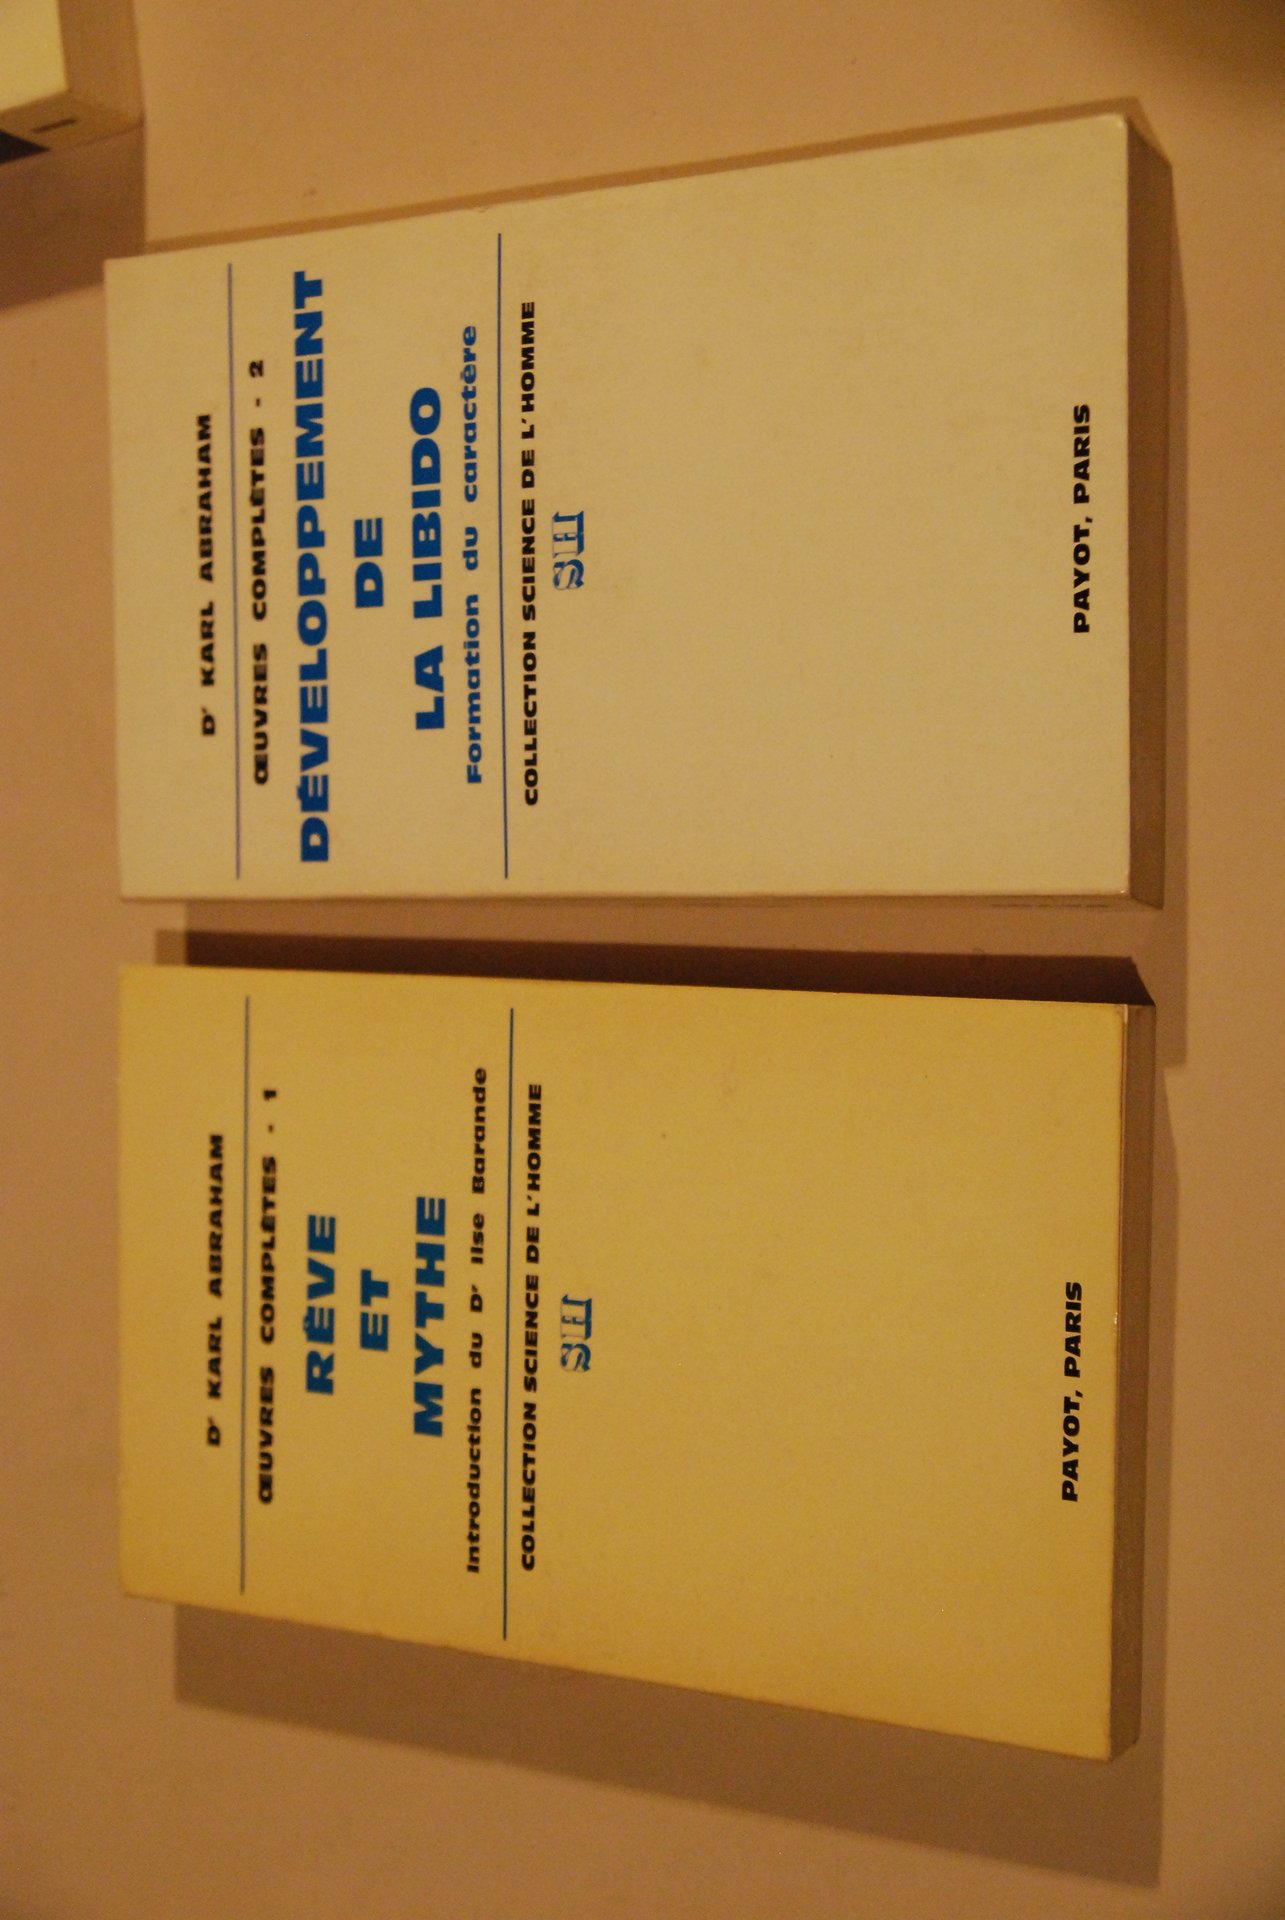 Dʳ KARL ABRAHAM
ŒUVRES COMPLÈTES - 1
RÊVE
ET
MYTHE
Introduction du Dʳ Ilse Barande
COLLECTION SCIENCE DE L'HOMME
SH
PAYOT, PARIS
Dʳ KARL ABRAHAM
ŒUVRES COMPLÈTES - 2
DÉVELOPPEMENT
DE
LA LIBIDO
Formation du caractère
COLLECTION SCIENCE DE L'HOMME
SH
PAYOT, PARIS